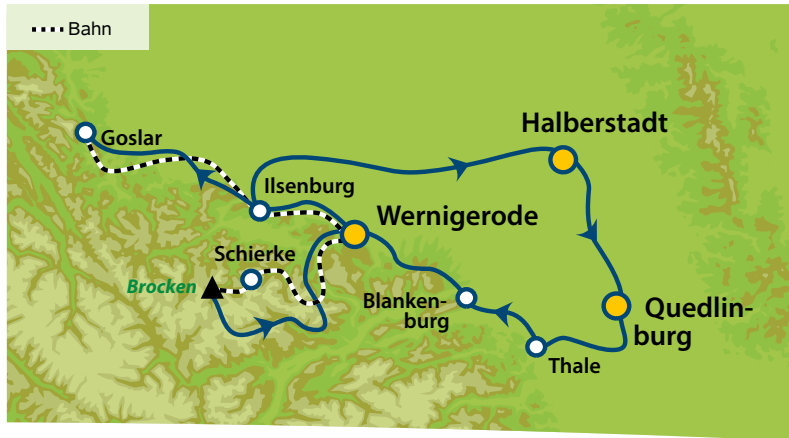 Bahn
Goslar
Halberstadt
Ilsenburg
Wernigerode
Schierke
Brocken
Blanken-
burg
Quedlin-
burg
Thale